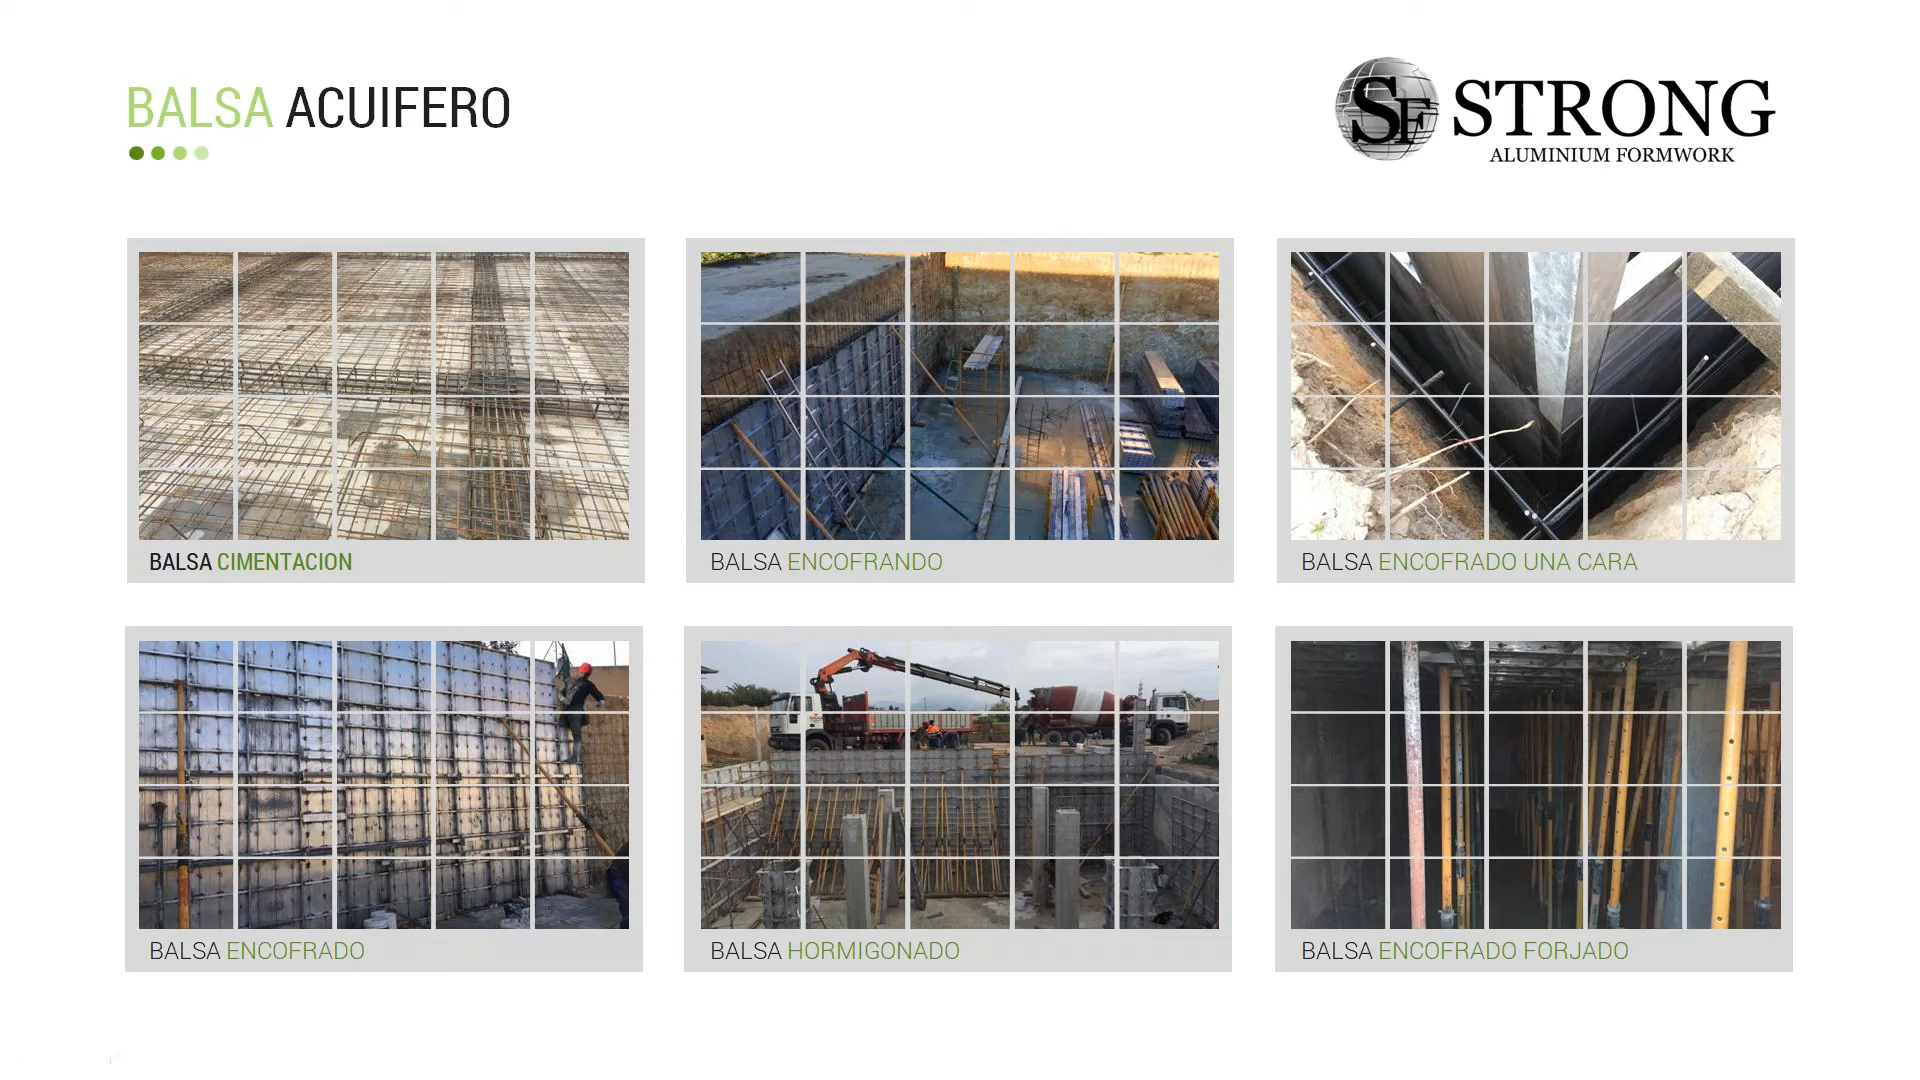 BALSA ACUIFERO
SF STRONG
ALUMINIUM FORMWORK
BALSA CIMENTACION
BALSA ENCOFRANDO
BALSA ENCOFRADO UNA CARA
BALSA ENCOFRADO
BALSA HORMIGONADO
BALSA ENCOFRADO FORJADO